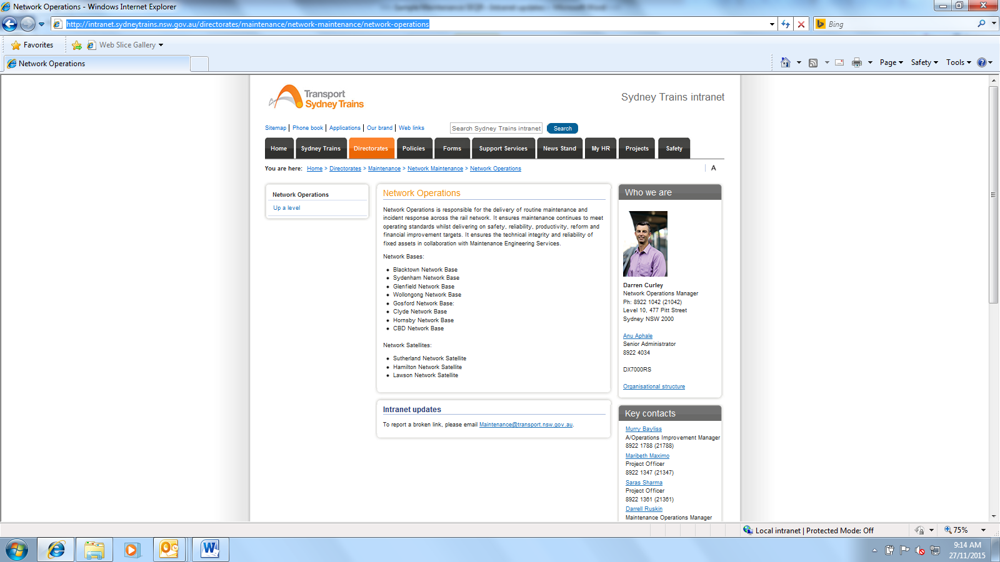 Network Operations - Windows Internet Explorer
http://intranet.sydneytrains.nsw.gov.au/directorates/maintenance/network-maintenance/network-operations
Bing
Favorites
Web Slice Gallery
Network Operations
Page
Safety
Tools
Transport
Sydney Trains
Sydney Trains intranet
Sitemap | Phone book | Applications | Our brand | Web links
Search Sydney Trains intranet
Search
Home
Sydney Trains
Directorates
Policies
Forms
Support Services
News Stand
My HR
Projects
Safety
You are here: Home > Directorates > Maintenance > Network Maintenance > Network Operations
A
Network Operations
Up a level
Network Operations
Network Operations is responsible for the delivery of routine maintenance and
incident response across the rail network. It ensures maintenance continues to meet
operating standards whilst delivering on safety, reliability, productivity, reform and
financial improvement targets. It ensures the technical integrity and reliability of
fixed assets in collaboration with Maintenance Engineering Services.
Network Bases:
• Blacktown Network Base
• Sydenham Network Base
• Glenfield Network Base
• Wollongong Network Base
• Gosford Network Base:
• Clyde Network Base
• Hornsby Network Base
• CBD Network Base
Network Satellites:
• Sutherland Network Satellite
• Hamilton Network Satellite
• Lawson Network Satellite
Intranet updates
To report a broken link, please email Maintenance@transport.nsw.gov.au.
Who we are
Darren Curley
Network Operations Manager
Ph: 8922 1042 (21042)
Level 10, 477 Pitt Street
Sydney NSW 2000
Anu Aphale
Senior Administrator
8922 4034
DX7000RS
Organisational structure
Key contacts
Murry Bayliss
A/Operations Improvement Manager
8922 1788 (21788)
Maribeth Maximo
Project Officer
8922 1347 (21347)
Saras Sharma
Project Officer
8922 1361 (21361)
Darrell Ruskin
Maintenance Operations Manager
Local intranet | Protected Mode: Off
75%
9:14 AM
27/11/2015